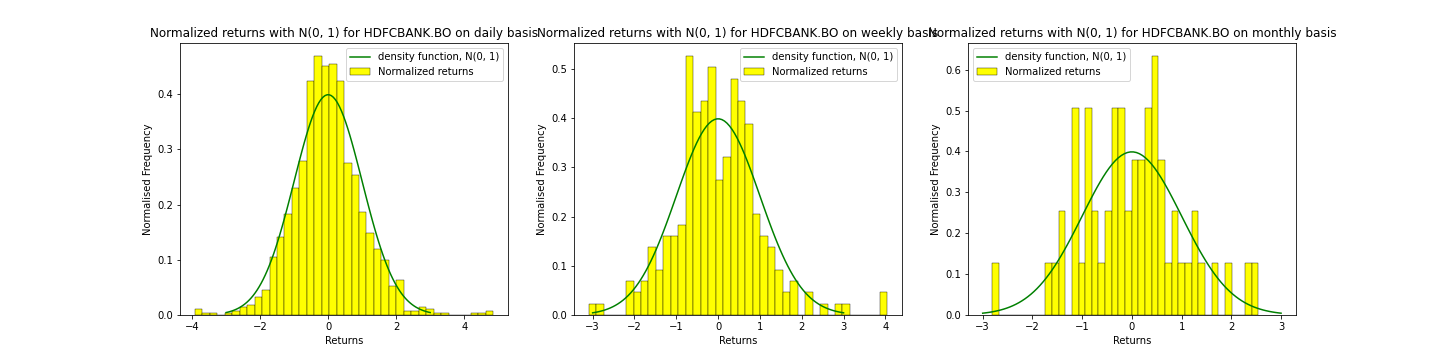 Normalized returns with N(0, 1) for HDFCBANK.BO on daily basis
density function, N(0, 1)
Normalized returns
Normalised Frequency
0.4
0.3
0.2
0.1
0.0
−4 −2 0 2 4
Returns
Normalized returns with N(0, 1) for HDFCBANK.BO on weekly basis
density function, N(0, 1)
Normalized returns
Normalised Frequency
0.5
0.4
0.3
0.2
0.1
0.0
−3 −2 −1 0 1 2 3 4
Returns
Normalized returns with N(0, 1) for HDFCBANK.BO on monthly basis
density function, N(0, 1)
Normalized returns
Normalised Frequency
0.6
0.5
0.4
0.3
0.2
0.1
0.0
−3 −2 −1 0 1 2 3
Returns